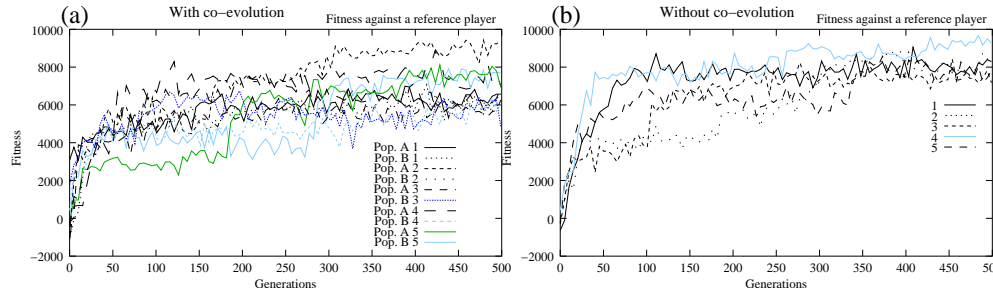 (a)
With co-evolution
Fitness against a reference player
10000
8000
6000
4000
2000
0
-2000
Fitness
0 50 100 150 200 250 300 350 400 450 500
Generations
Pop. A 1
Pop. B 1
Pop. A 2
Pop. B 2
Pop. A 3
Pop. B 3
Pop. A 4
Pop. B 4
Pop. A 5
Pop. B 5
(b)
Without co-evolution
Fitness against a reference player
10000
8000
6000
4000
2000
0
-2000
Fitness
0 50 100 150 200 250 300 350 400 450 500
Generations
1
2
3
4
5